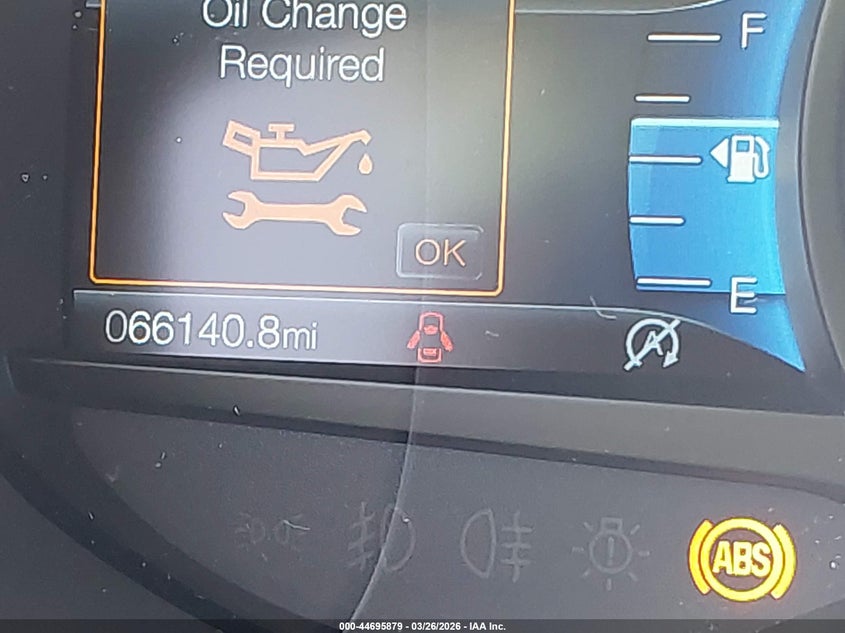 Oil Change
Required
OK
F
E
066140.8mi
A
ABS
000-44695879 - 03/26/2026 - IAA Inc.